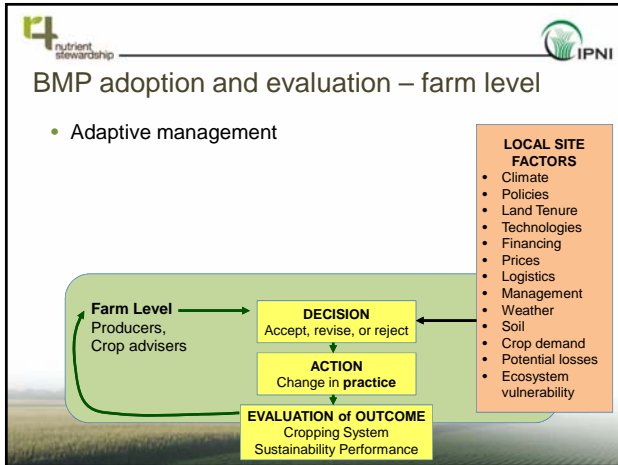 nutrient
stewardship
IPNI
BMP adoption and evaluation – farm level
• Adaptive management
LOCAL SITE
FACTORS
• Climate
• Policies
• Land Tenure
• Technologies
• Financing
• Prices
• Logistics
• Management
• Weather
• Soil
• Crop demand
• Potential losses
• Ecosystem
vulnerability
Farm Level
Producers,
Crop advisers
DECISION
Accept, revise, or reject
ACTION
Change in practice
EVALUATION of OUTCOME
Cropping System
Sustainability Performance